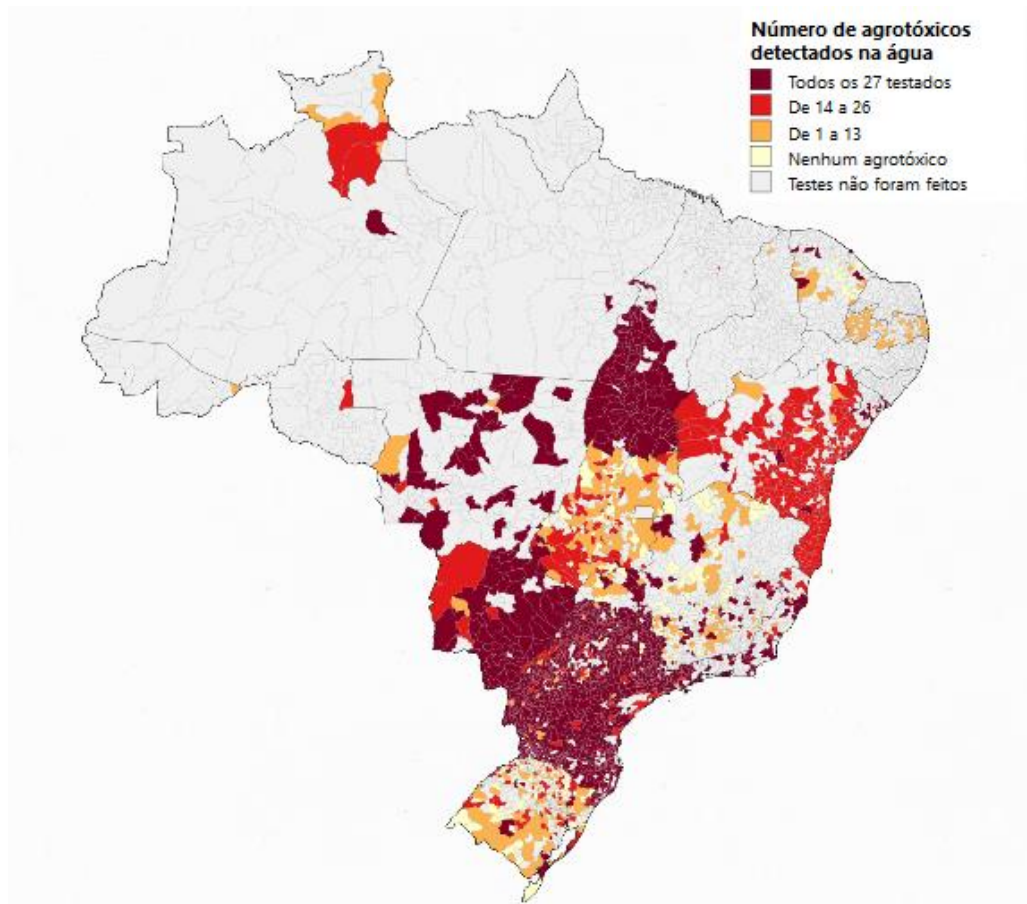 Número de agrotóxicos
detectados na água
Todos os 27 testados
De 14 a 26
De 1 a 13
Nenhum agrotóxico
Testes não foram feitos